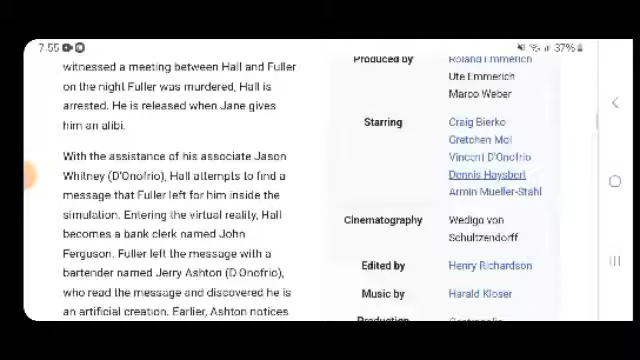 7:55
37%
witnessed a meeting between Hall and Fuller
on the night Fuller was murdered, Hall is
arrested. He is released when Jane gives
him an alibi.
With the assistance of his associate Jason
Whitney (D'Onofrio), Hall attempts to find a
message that Fuller left for him inside the
simulation. Entering the virtual reality, Hall
becomes a bank clerk named John
Ferguson. Fuller left the message with a
bartender named Jerry Ashton (D'Onofrio),
who read the message and discovered he is
an artificial creation. Earlier, Ashton notices
Produced by
Roland Emmerich
Ute Emmerich
Marco Weber
Starring
Craig Bierko
Gretchen Mol
Vincent D'Onofrio
Dennis Haysbert
Armin Mueller-Stahl
Cinematography
Wedigo von
Schultzendorff
Edited by
Henry Richardson
Music by
Harald Kloser
Production